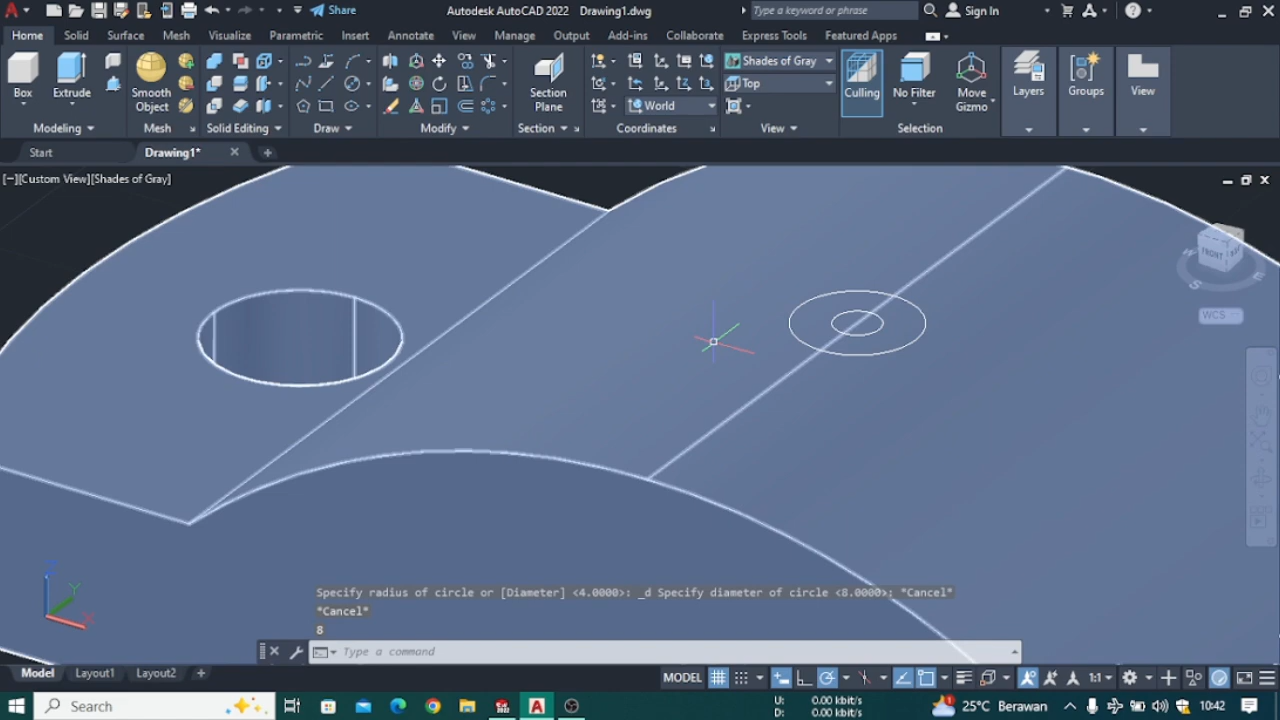 Share
Autodesk AutoCAD 2022 Drawing1.dwg
Type a keyword or phrase
Sign In
Home Solid Surface Mesh Visualize Parametric Insert Annotate View Manage Output Add-ins Collaborate Express Tools Featured Apps
Box
Extrude
Smooth
Object
Section
Plane
Shades of Gray
Top
World
Culling
No Filter
Move
Gizmo
Layers
Groups
View
Modeling
Mesh
Solid Editing
Draw
Modify
Section
Coordinates
View
Selection
Start
Drawing1*
[−][Custom View][Shades of Gray]
FRONT
S
E
WCS
Z
Y
X
Specify radius of circle or [Diameter] <4.0000>: _d Specify diameter of circle <8.0000>: *Cancel*
*Cancel*
8
Type a command
Model Layout1 Layout2
MODEL
1:1
Search
U: 0.00 kbit/s
D: 0.00 kbit/s
25°C Berawan
10:42